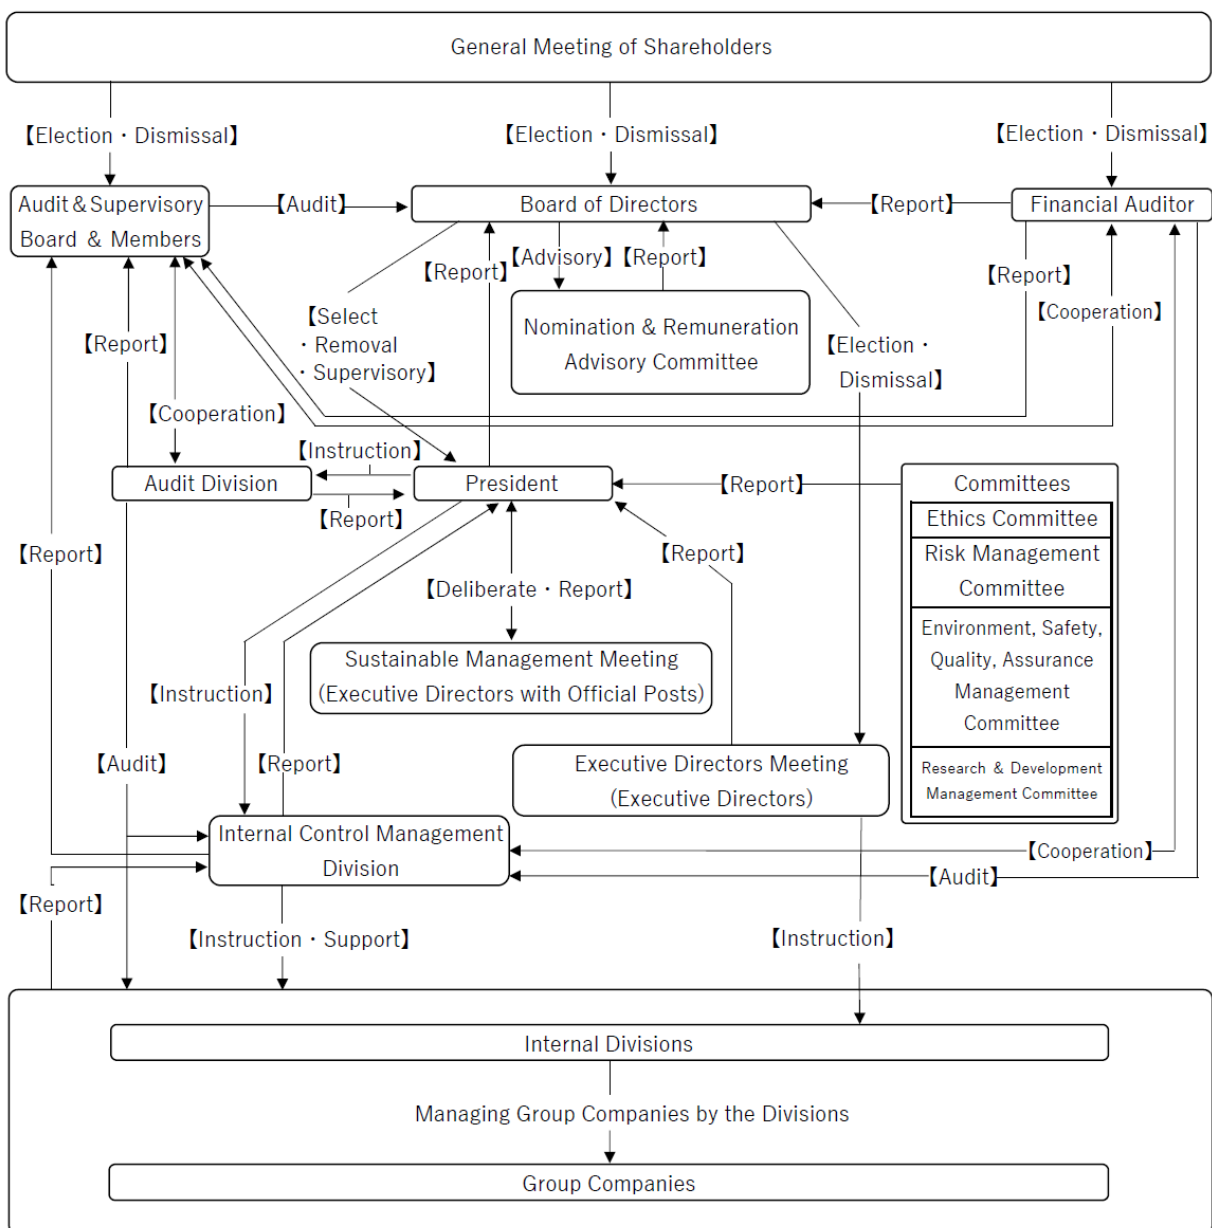 General Meeting of Shareholders
【Election・Dismissal】
【Election・Dismissal】
【Election・Dismissal】
Audit & Supervisory
Board & Members
【Audit】
Board of Directors
【Report】
Financial Auditor
【Report】
【Advisory】
【Report】
【Report】
【Cooperation】
【Select
・Removal
・Supervisory】
Nomination & Remuneration
Advisory Committee
【Election・
Dismissal】
【Report】
【Cooperation】
【Instruction】
Audit Division
President
【Report】
【Report】
Committees
Ethics Committee
Risk Management
Committee
Environment, Safety,
Quality, Assurance
Management
Committee
Research & Development
Management Committee
【Report】
【Report】
【Deliberate・Report】
Sustainable Management Meeting
(Executive Directors with Official Posts)
【Instruction】
【Audit】
【Report】
Executive Directors Meeting
(Executive Directors)
Internal Control Management
Division
【Cooperation】
【Audit】
【Report】
【Instruction・Support】
【Instruction】
Internal Divisions
Managing Group Companies by the Divisions
Group Companies